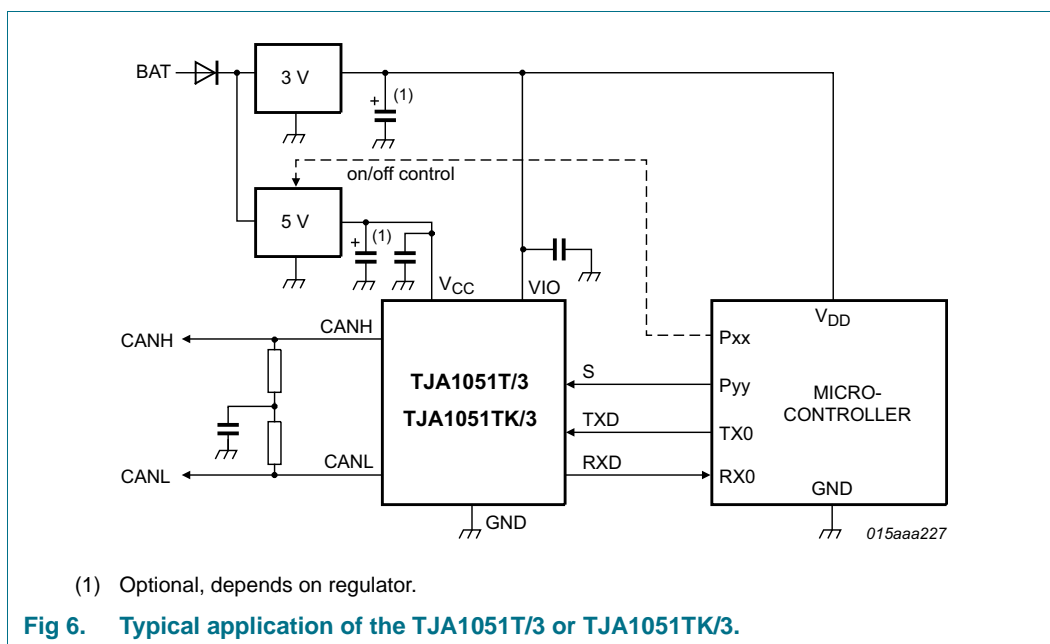 BAT
3 V
+
(1)
on/off control
5 V
+
(1)
VCC
VIO
VDD
CANH
CANH
Pxx
TJA1051T/3
TJA1051TK/3
S
Pyy
MICRO-
CONTROLLER
TXD
TX0
CANL
CANL
RXD
RX0
GND
GND
015aaa227
(1) Optional, depends on regulator.
Fig 6. Typical application of the TJA1051T/3 or TJA1051TK/3.